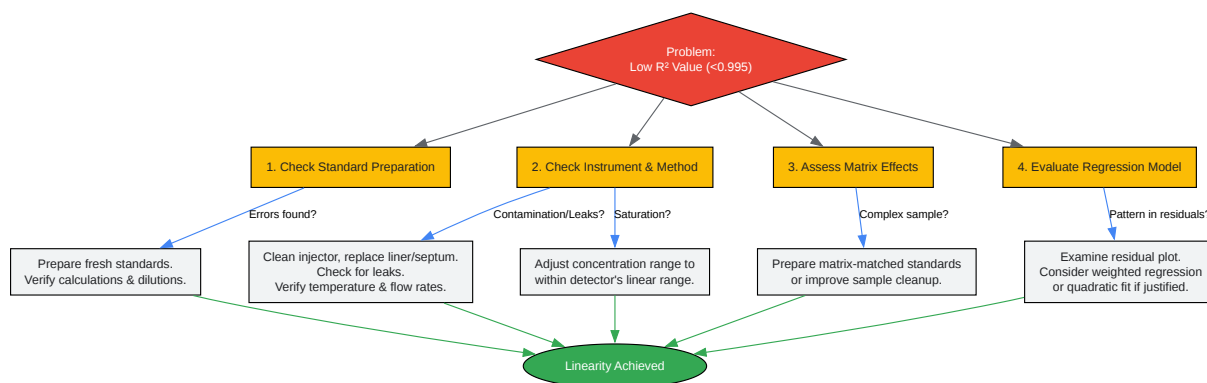 Problem:
Low R² Value (<0.995)
1. Check Standard Preparation
2. Check Instrument & Method
3. Assess Matrix Effects
4. Evaluate Regression Model
Errors found?
Contamination/Leaks?
Saturation?
Complex sample?
Pattern in residuals?
Prepare fresh standards.
Verify calculations & dilutions.
Clean injector, replace liner/septum.
Check for leaks.
Verify temperature & flow rates.
Adjust concentration range to
within detector's linear range.
Prepare matrix-matched standards
or improve sample cleanup.
Examine residual plot.
Consider weighted regression
or quadratic fit if justified.
Linearity Achieved